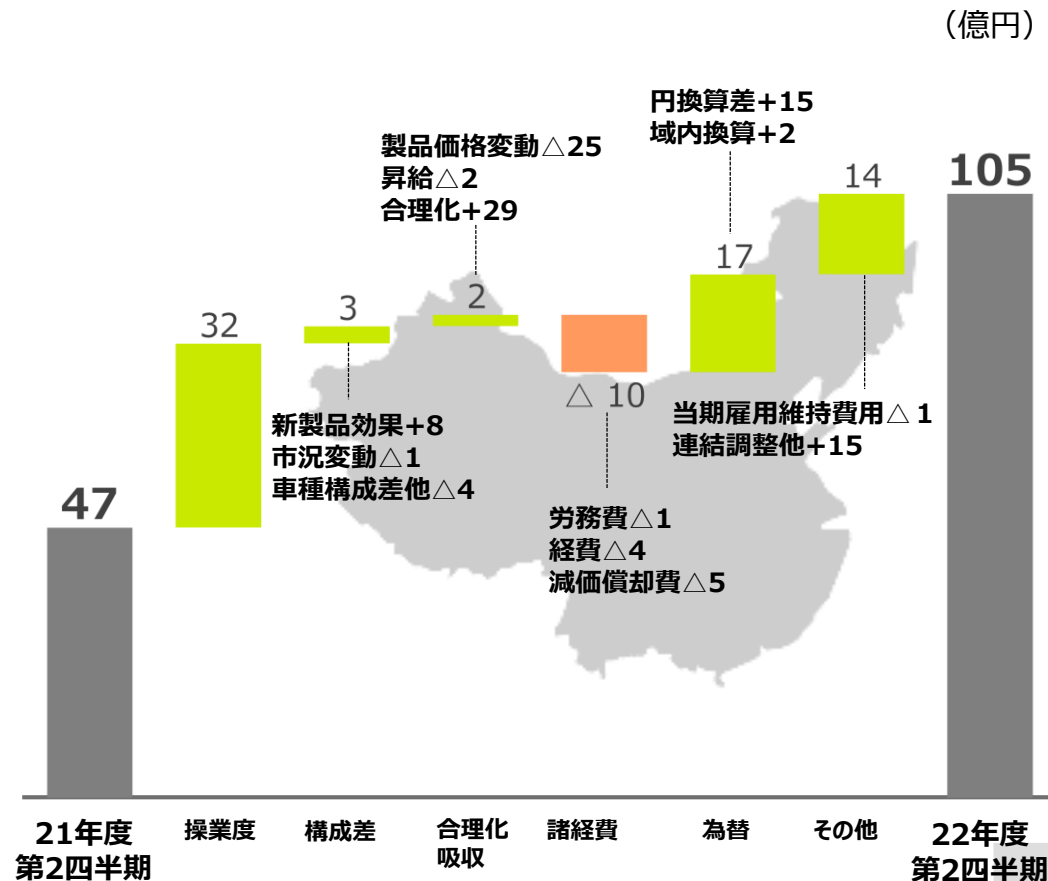 （億円）
円換算差+15
域内換算+2
製品価格変動△25
昇給△2
合理化+29
14
105
17
2
3
32
△ 10
新製品効果+8
市況変動△1
車種構成差他△4
当期雇用維持費用△ 1
連結調整他+15
47
労務費△1
経費△4
減価償却費△5
21年度
第2四半期
操業度
構成差
合理化
吸収
諸経費
為替
その他
22年度
第2四半期